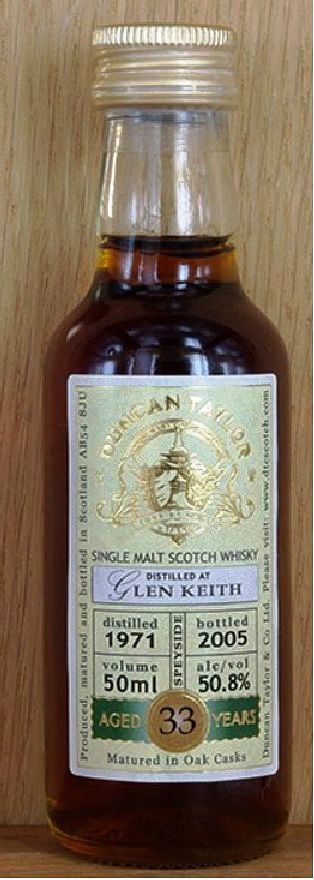 DUNCAN TAYLOR
SINGLE MALT SCOTCH WHISKY
DISTILLED AT
GLEN KEITH
distilled
1971
SPEYSIDE
bottled
2005
volume
50ml
alc/vol
50.8%
AGED 33 YEARS
Matured in Oak Casks
Produced, matured and bottled in Scotland AB54 8JU
Duncan Taylor & Co Ltd. Please visit: www.dtcscotch.com